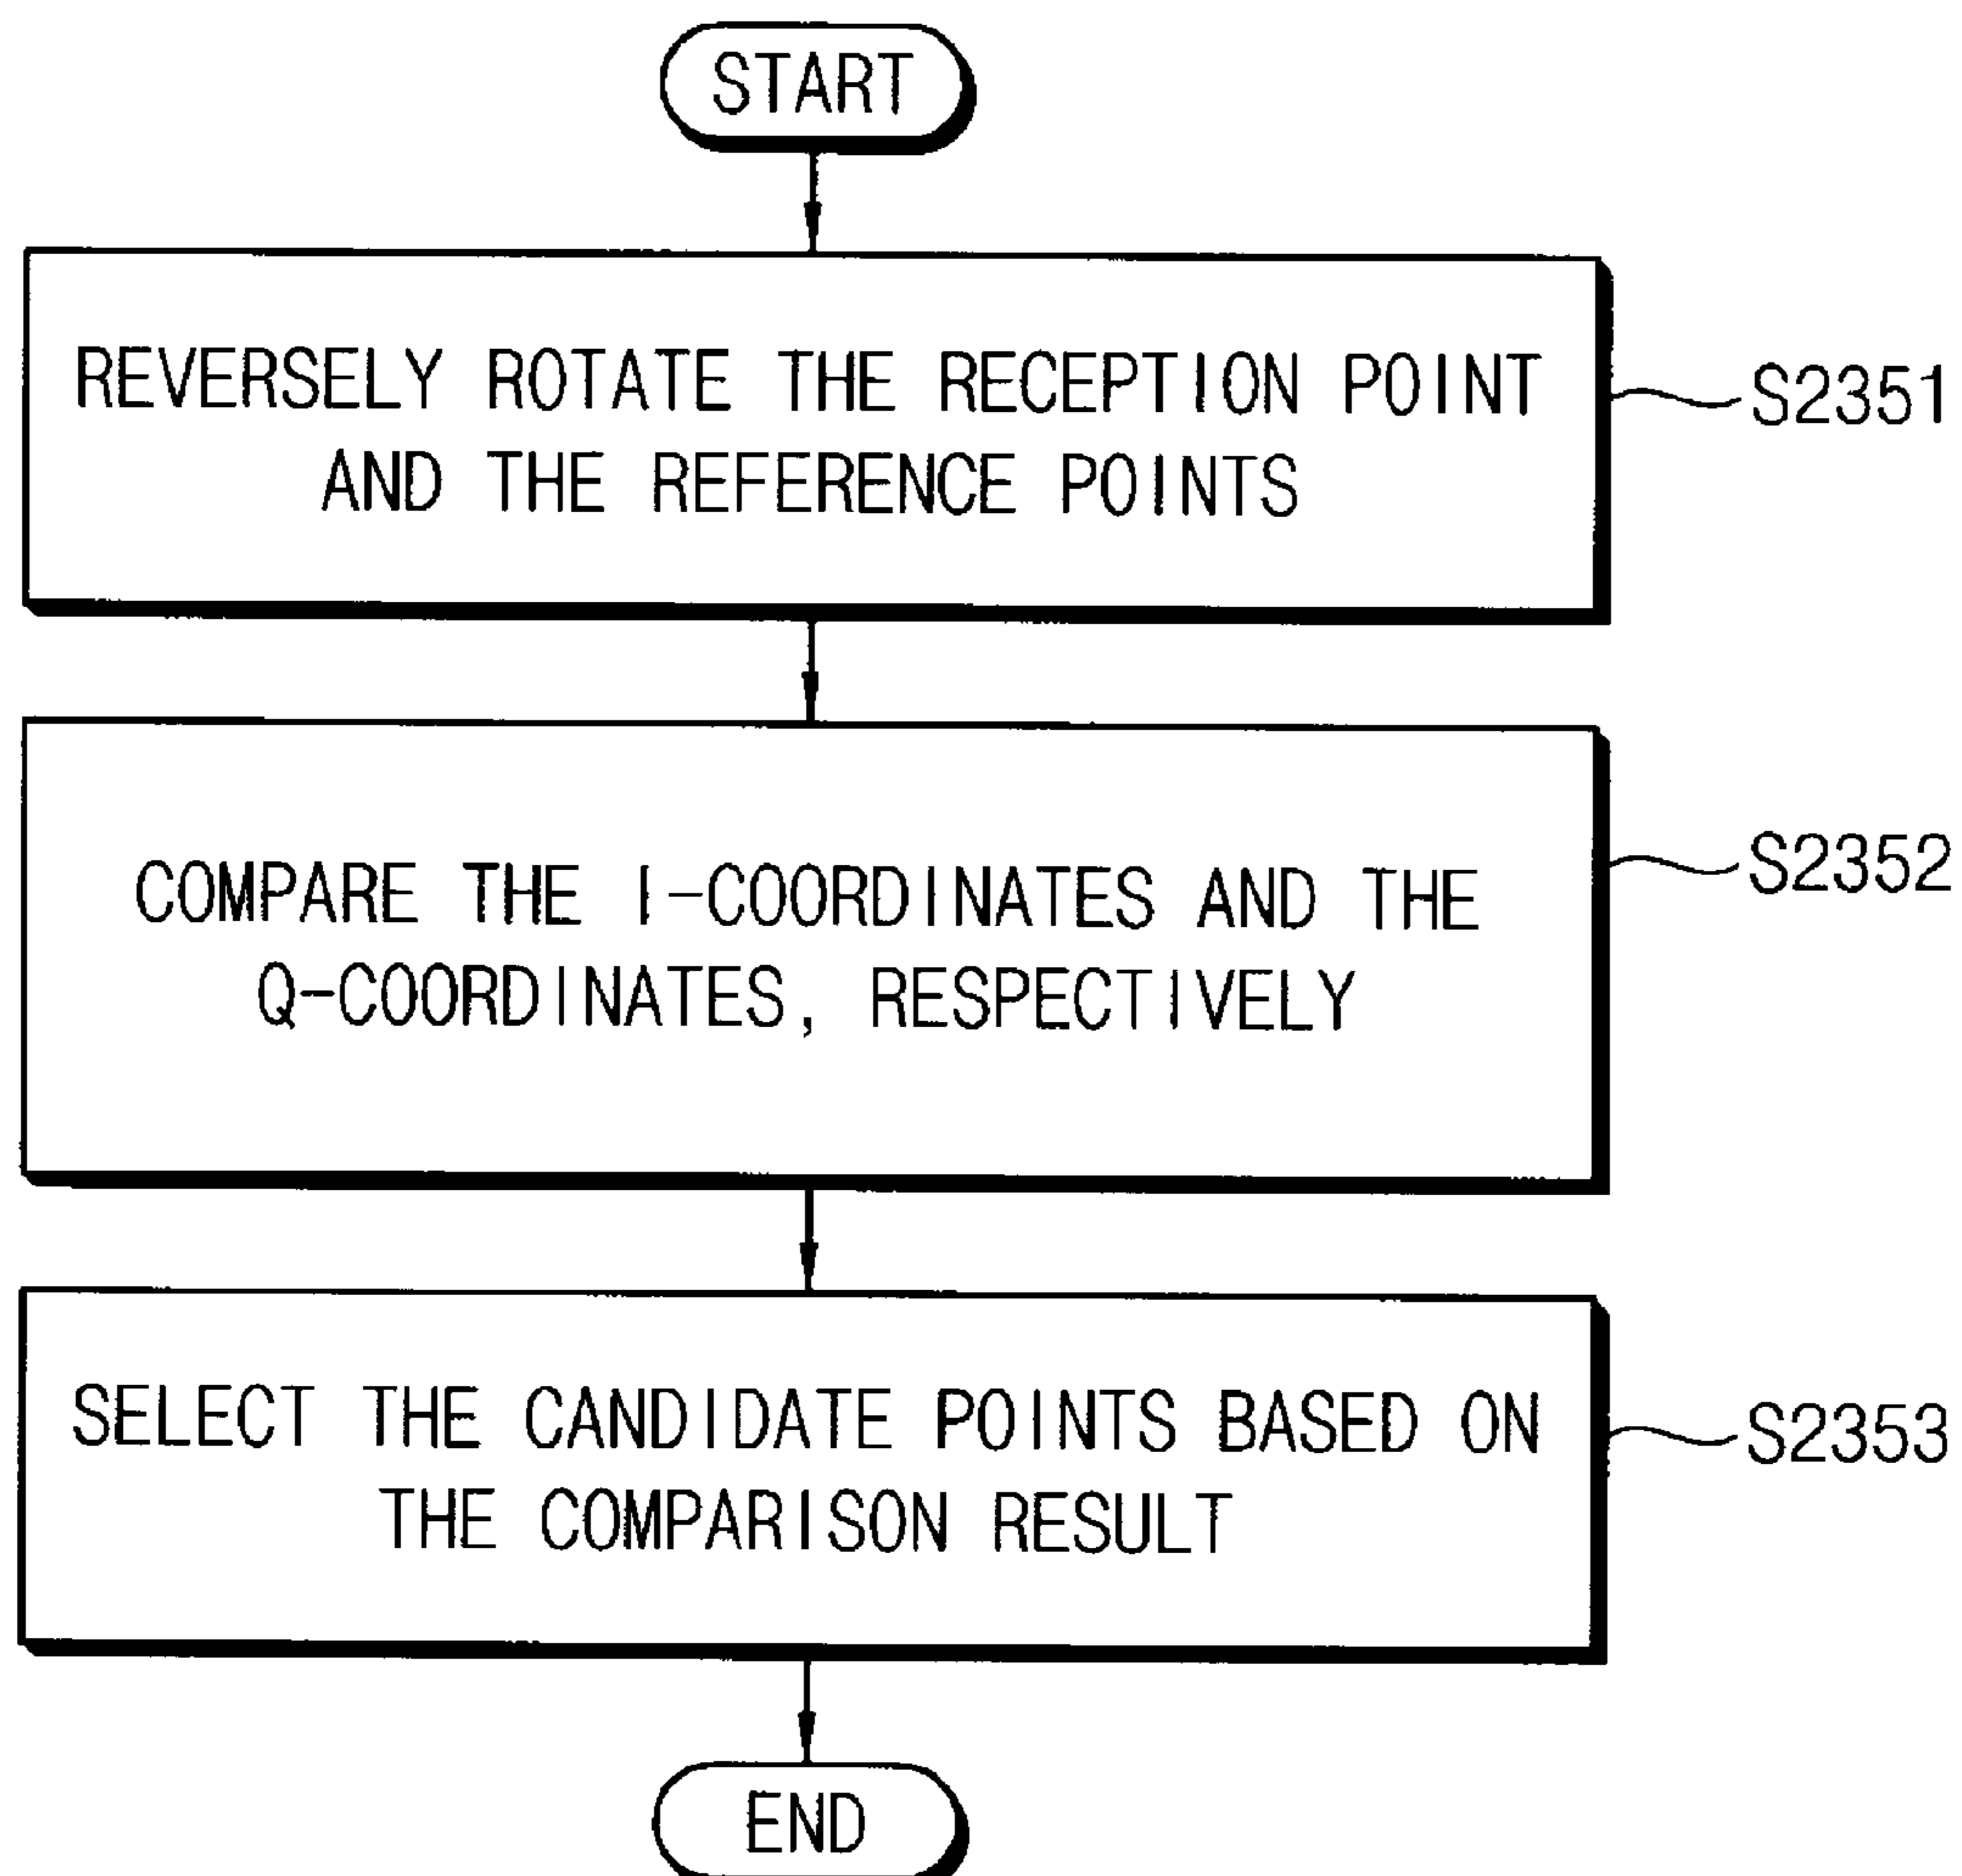 START
REVERSELY ROTATE THE RECEPTION POINT
AND THE REFERENCE POINTS
S2351
COMPARE THE I-COORDINATES AND THE
Q-COORDINATES, RESPECTIVELY
S2352
SELECT THE CANDIDATE POINTS BASED ON
THE COMPARISON RESULT
S2353
END